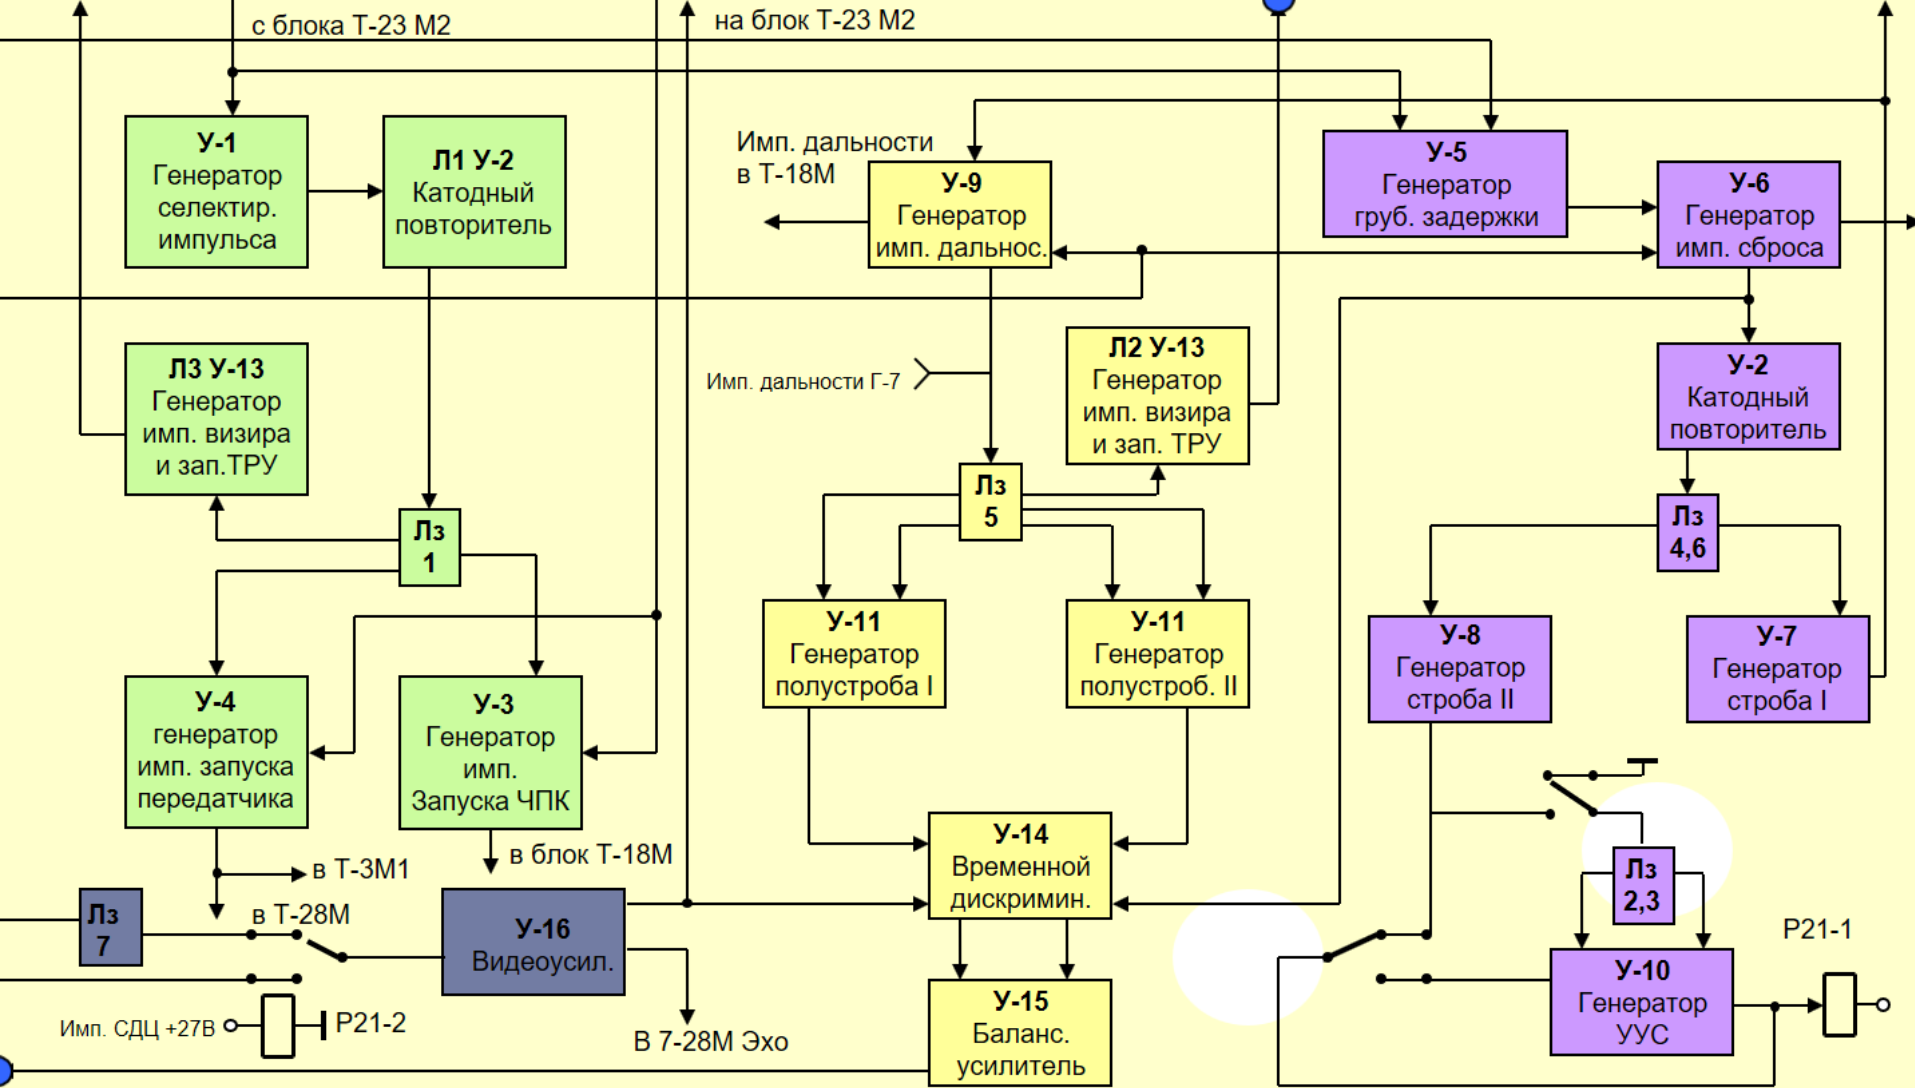 с блока Т-23 М2
на блок Т-23 М2
У-1
Генератор
селектир.
импульса
Л1 У-2
Катодный
повторитель
Имп. дальности
в Т-18М
У-9
Генератор
имп. дальнос.
У-5
Генератор
груб. задержки
У-6
Генератор
имп. сброса
Л3 У-13
Генератор
имп. визира
и зап.ТРУ
Имп. дальности Г-7
Л2 У-13
Генератор
имп. визира
и зап. ТРУ
У-2
Катодный
повторитель
Лз
1
Лз
5
Лз
4,6
У-11
Генератор
полустроба I
У-11
Генератор
полустроб. II
У-8
Генератор
строба II
У-7
Генератор
строба I
У-4
генератор
имп. запуска
передатчика
У-3
Генератор
имп.
Запуска ЧПК
в блок Т-18М
в Т-3М1
в Т-28М
Лз
7
У-16
Видеоусил.
У-14
Временной
дискримин.
Лз
2,3
Р21-1
У-10
Генератор
УУС
У-15
Баланс.
усилитель
Имп. СДЦ +27В
Р21-2
В 7-28М Эхо